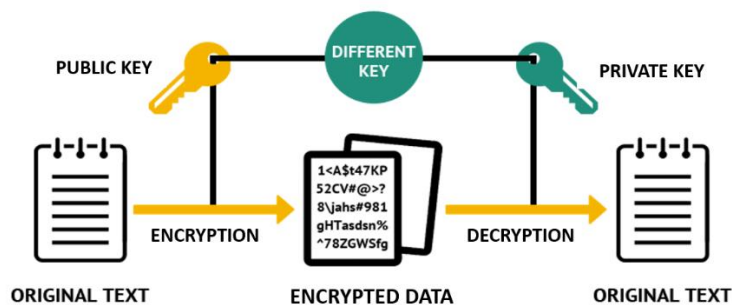 DIFFERENT
KEY
PUBLIC KEY
PRIVATE KEY
1<A$t47KP
52CV#@>?
8\jahs#981
gHTasdsn%
^78ZGWSfg
ENCRYPTION
DECRYPTION
ORIGINAL TEXT
ENCRYPTED DATA
ORIGINAL TEXT